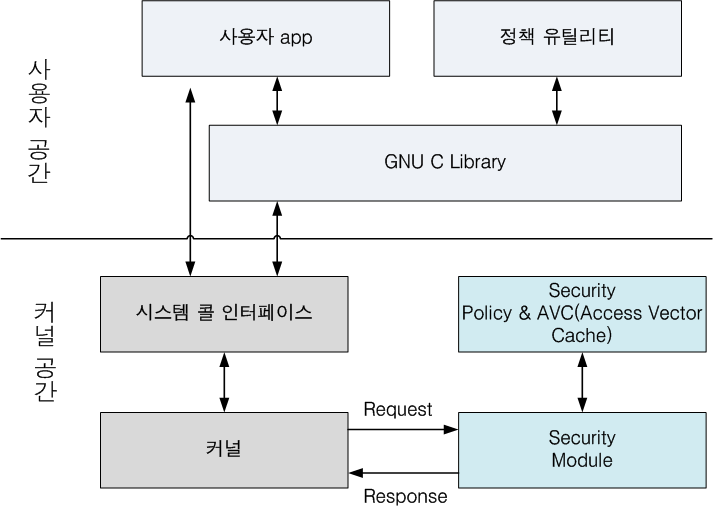 사용자 app
정책 유틸리티
사용자 공간
GNU C Library
커널 공간
시스템 콜 인터페이스
Security
Policy & AVC(Access Vector
Cache)
커널
Request
Response
Security
Module